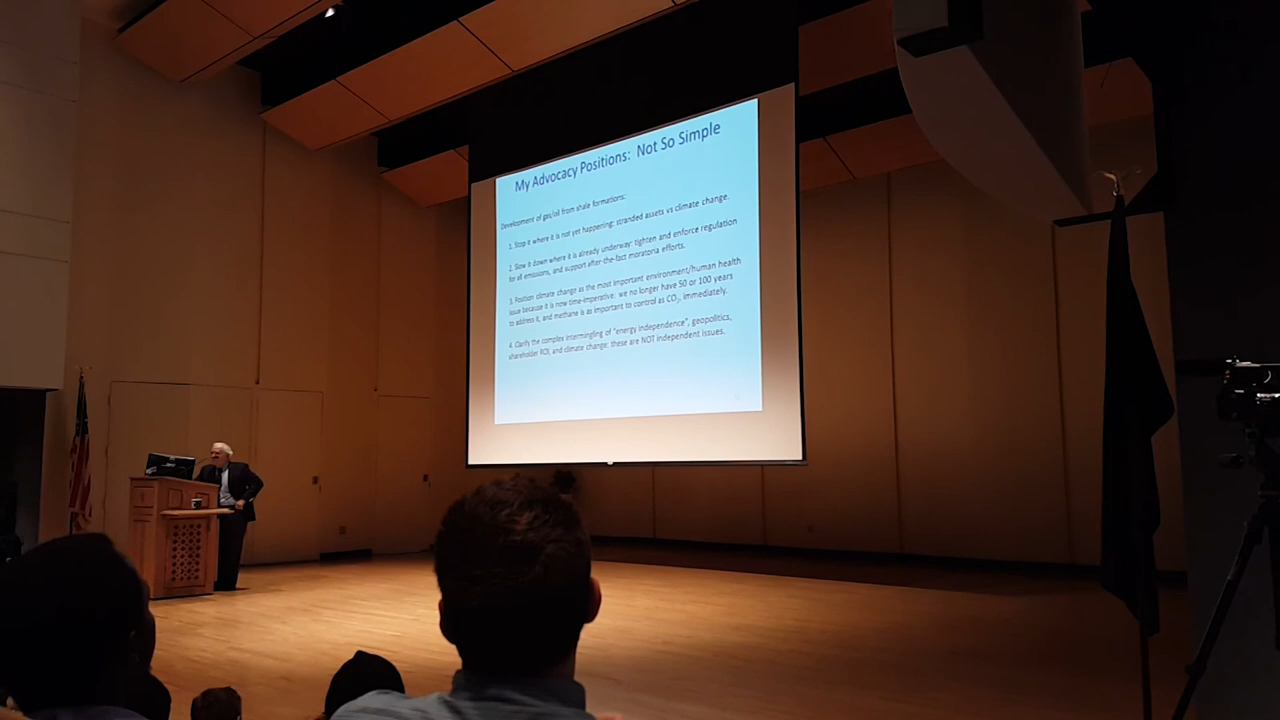 My Advocacy Positions: Not So Simple
Development of gas/oil from shale formations:
1. Stop it where it is not yet happening: stranded assets vs climate change.
2. Slow it down where it is already underway: tighten and enforce regulation
for all emissions, and support after-the-fact moratoria efforts.
3. Position climate change as the most important environment/human health
issue because it is now time-imperative: we no longer have 50 or 100 years
to address it, and methane is as important to control as CO₂, immediately.
4. Clarify the complex intermingling of "energy independence", geopolitics,
shareholder ROI, and climate change: these are NOT independent issues.